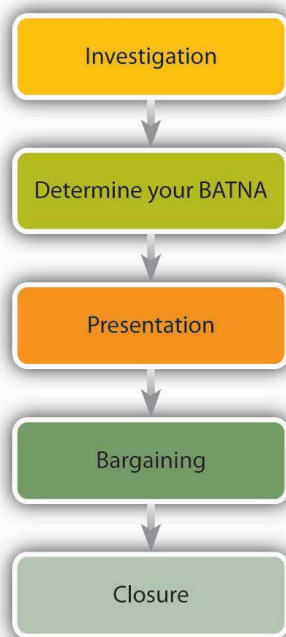 Investigation
Determine your BATNA
Presentation
Bargaining
Closure